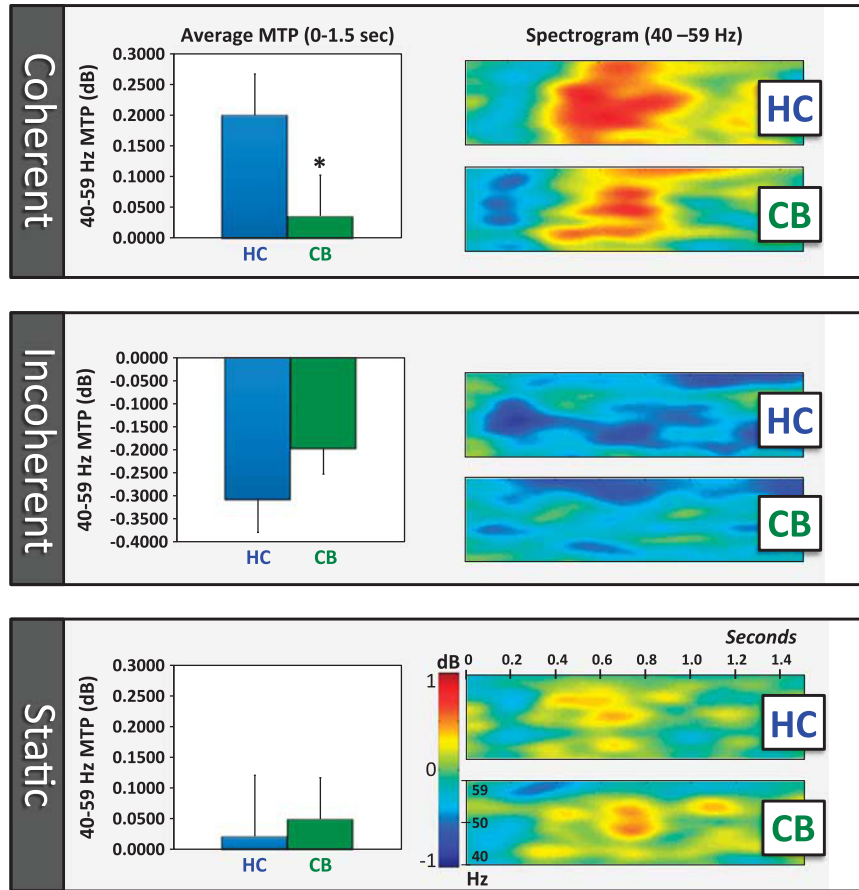 Coherent
Average MTP (0-1.5 sec)
Spectrogram (40 –59 Hz)
40-59 Hz MTP (dB)
0.3000
0.2500
0.2000
0.1500
0.1000
0.0500
0.0000
*
HC
CB
HC
CB
Incoherent
40-59 Hz MTP (dB)
0.0000
-0.0500
-0.1000
-0.1500
-0.2000
-0.2500
-0.3000
-0.3500
-0.4000
HC
CB
HC
CB
Static
40-59 Hz MTP (dB)
0.3000
0.2500
0.2000
0.1500
0.1000
0.0500
0.0000
HC
CB
Seconds
dB
0 0.2 0.4 0.6 0.8 1.0 1.2 1.4
1
0
-1
HC
59
50
40
Hz
CB